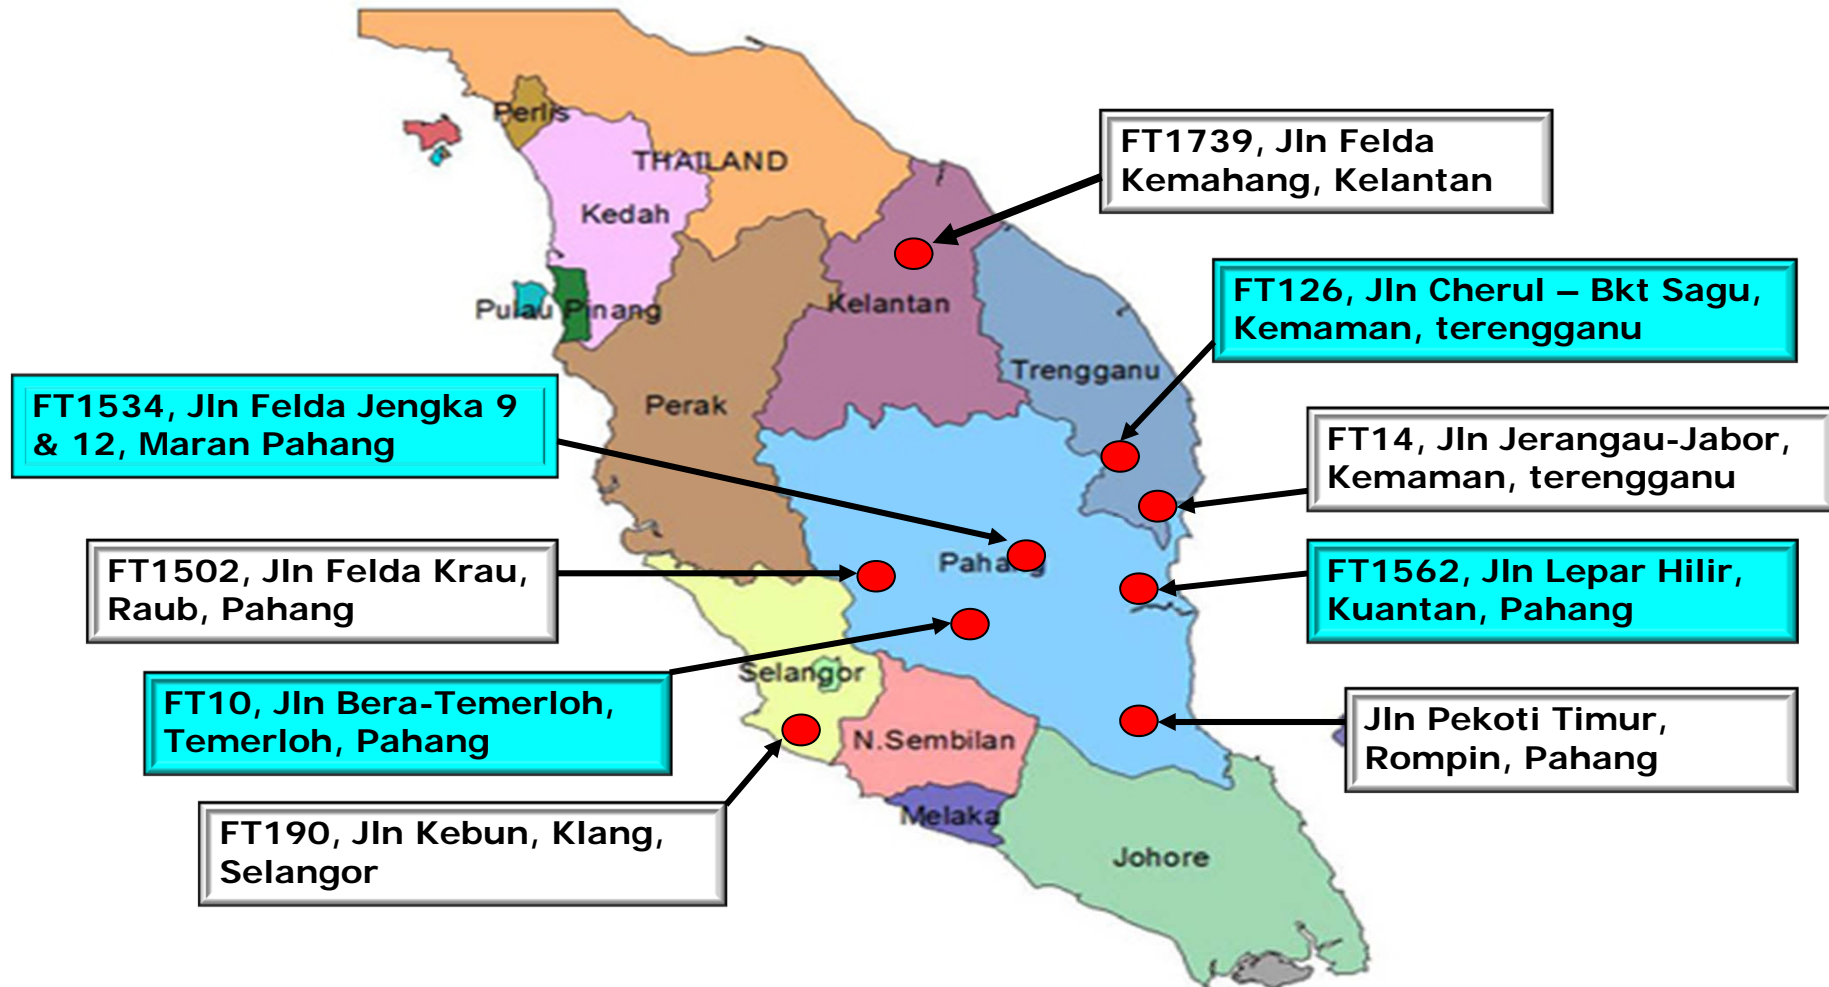 Perlis
THAILAND
Kedah
Pulau Pinang
Kelantan
Trengganu
Perak
Pahang
Selangor
N.Sembilan
Melaka
Johore
FT1739, Jln Felda
Kemahang, Kelantan
FT126, Jln Cherul – Bkt Sagu,
Kemaman, terengganu
FT1534, Jln Felda Jengka 9
& 12, Maran Pahang
FT14, Jln Jerangau-Jabor,
Kemaman, terengganu
FT1502, Jln Felda Krau,
Raub, Pahang
FT1562, Jln Lepar Hilir,
Kuantan, Pahang
FT10, Jln Bera-Temerloh,
Temerloh, Pahang
Jln Pekoti Timur,
Rompin, Pahang
FT190, Jln Kebun, Klang,
Selangor